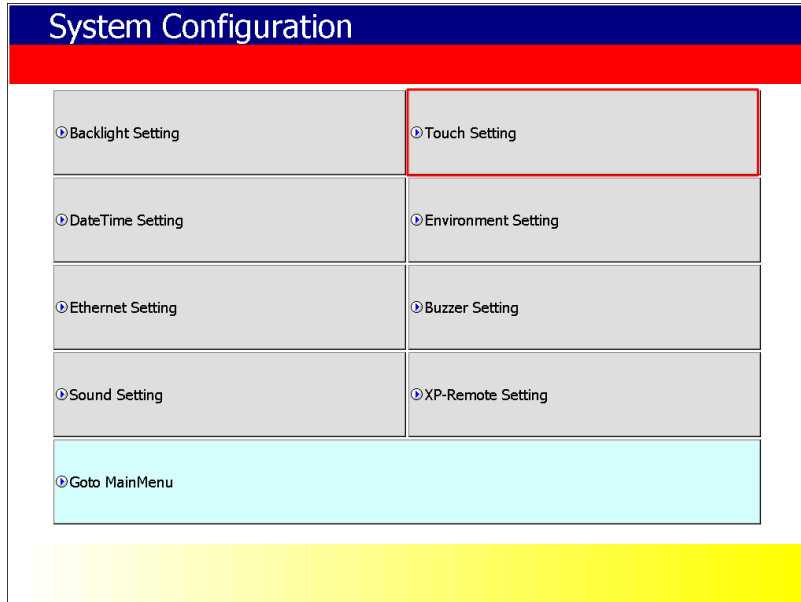 System Configuration
Backlight Setting
Touch Setting
DateTime Setting
Environment Setting
Ethernet Setting
Buzzer Setting
Sound Setting
XP-Remote Setting
Goto MainMenu